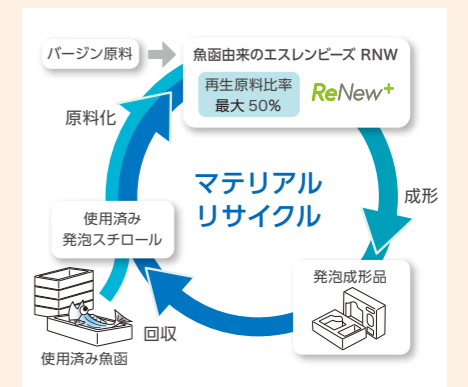 バージン原料
魚函由来のエスレンビーズ RNW
再生原料比率
最大 50%
ReNew+
原料化
マテリアル
リサイクル
成形
使用済み
発泡スチロール
発泡成形品
回収
使用済魚函